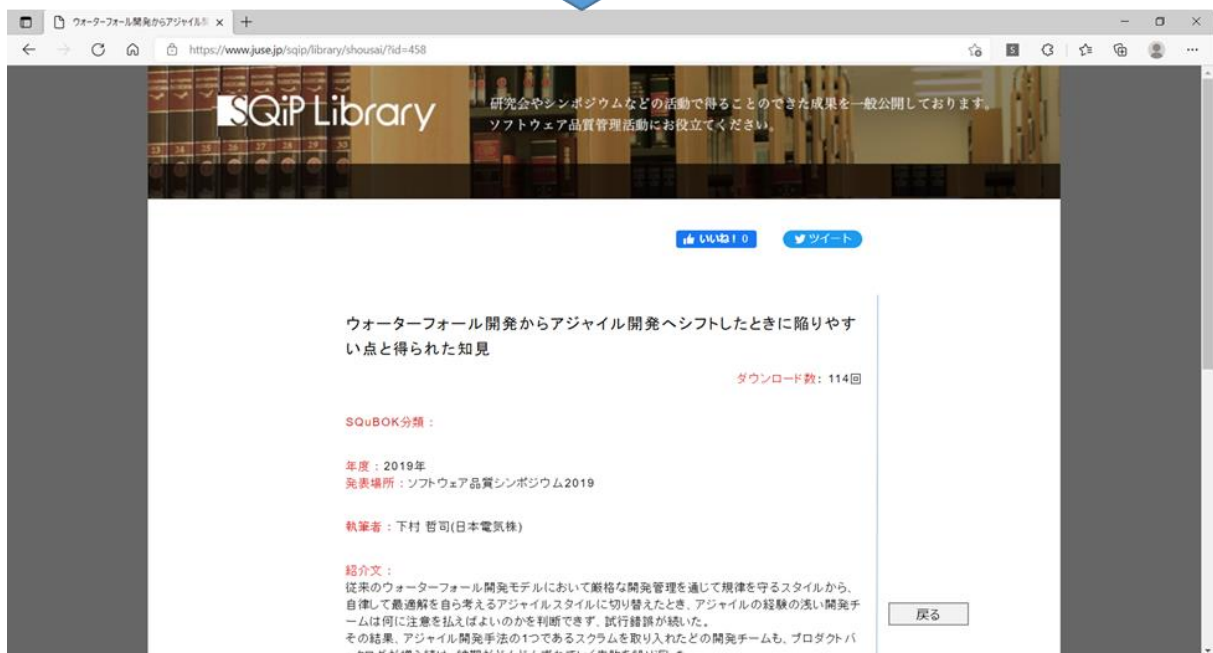 ウォーターフォール開発からアジャイル開
https://www.juse.jp/sqip/library/shousai/?id=458
SQiP Library
研究会やシンポジウムなどの活動で得ることのできた成果を一般公開しております。
ソフトウェア品質管理活動にお役立てください。
23 24 25 26 27 28 29 30
いいね! 0
ツイート
ウォーターフォール開発からアジャイル開発へシフトしたときに陥りやす
い点と得られた知見
ダウンロード数: 114回
SQuBOK分類 :
年度 : 2019年
発表場所 : ソフトウェア品質シンポジウム2019
執筆者 : 下村 哲司(日本電気株)
紹介文 :
従来のウォーターフォール開発モデルにおいて厳格な開発管理を通じて規律を守るスタイルから、
自律して最適解を自ら考えるアジャイルスタイルに切り替えたとき、アジャイルの経験の浅い開発チ
ームは何に注意を払えばよいのかを判断できず、試行錯誤が続いた。
その結果、アジャイル開発手法の1つであるスクラムを取り入れたどの開発チームも、プロダクトバ
戻る